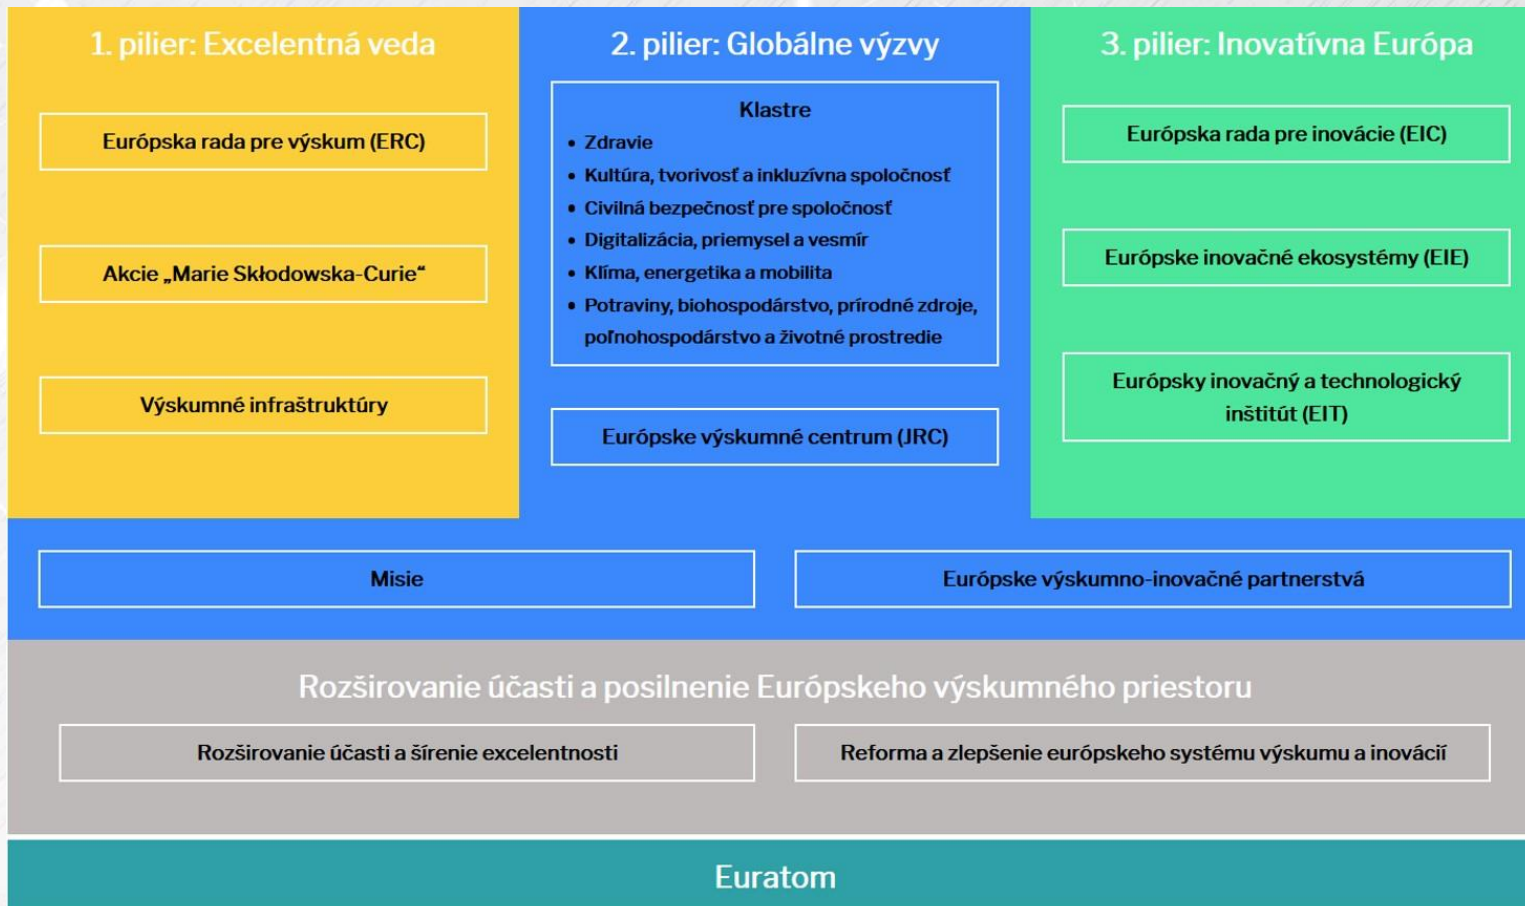 1. pilier: Excelentná veda
Európska rada pre výskum (ERC)
Akcie „Marie Skłodowska-Curie“
Výskumné infraštruktúry
2. pilier: Globálne výzvy
Klastre
• Zdravie
• Kultúra, tvorivosť a inkluzívna spoločnosť
• Civilná bezpečnosť pre spoločnosť
• Digitalizácia, priemysel a vesmír
• Klíma, energetika a mobilita
• Potraviny, biohospodárstvo, prírodné zdroje,
poľnohospodárstvo a životné prostredie
Európske výskumné centrum (JRC)
3. pilier: Inovatívna Európa
Európska rada pre inovácie (EIC)
Európske inovačné ekosystémy (EIE)
Európsky inovačný a technologický
inštitút (EIT)
Misie
Európske výskumno-inovačné partnerstvá
Rozširovanie účasti a posilnenie Európskeho výskumného priestoru
Rozširovanie účasti a šírenie excelentnosti
Reforma a zlepšenie európskeho systému výskumu a inovácií
Euratom